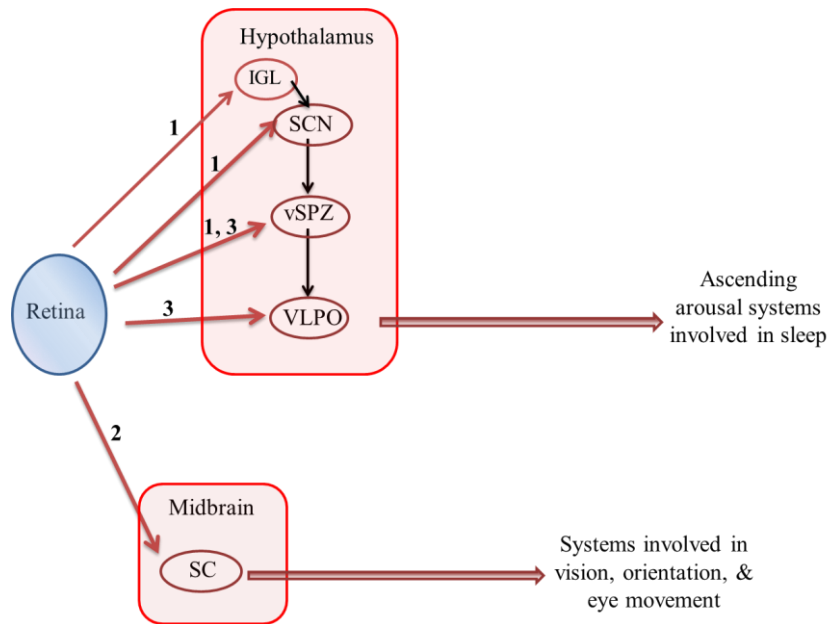 Hypothalamus
IGL
1
SCN
1
vSPZ
1, 3
Retina
3
VLPO
Ascending
arousal systems
involved in sleep
2
Midbrain
SC
Systems involved in
vision, orientation, &
eye movement